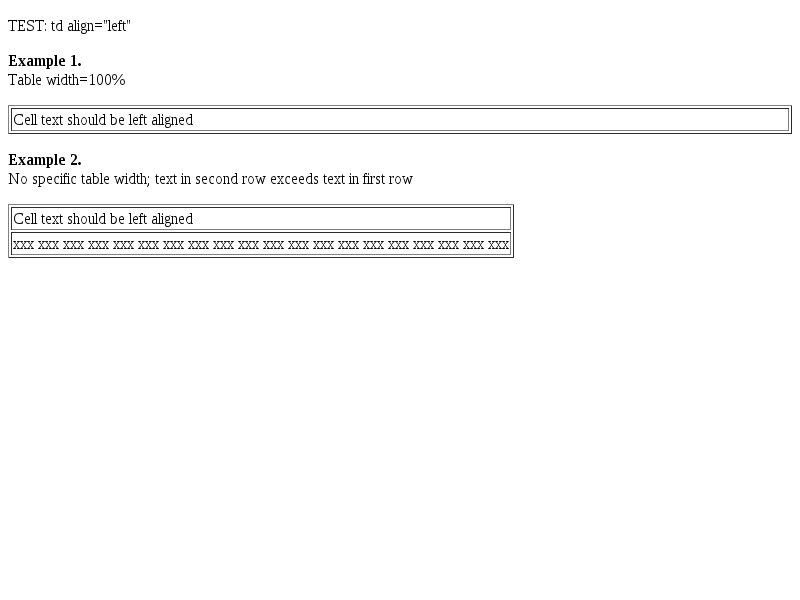 TEST: td align="left"
Example 1.
Table width=100%
Cell text should be left aligned
Example 2.
No specific table width; text in second row exceeds text in first row
Cell text should be left aligned
xxx xxx xxx xxx xxx xxx xxx xxx xxx xxx xxx xxx xxx xxx xxx xxx xxx xxx xxx xxx